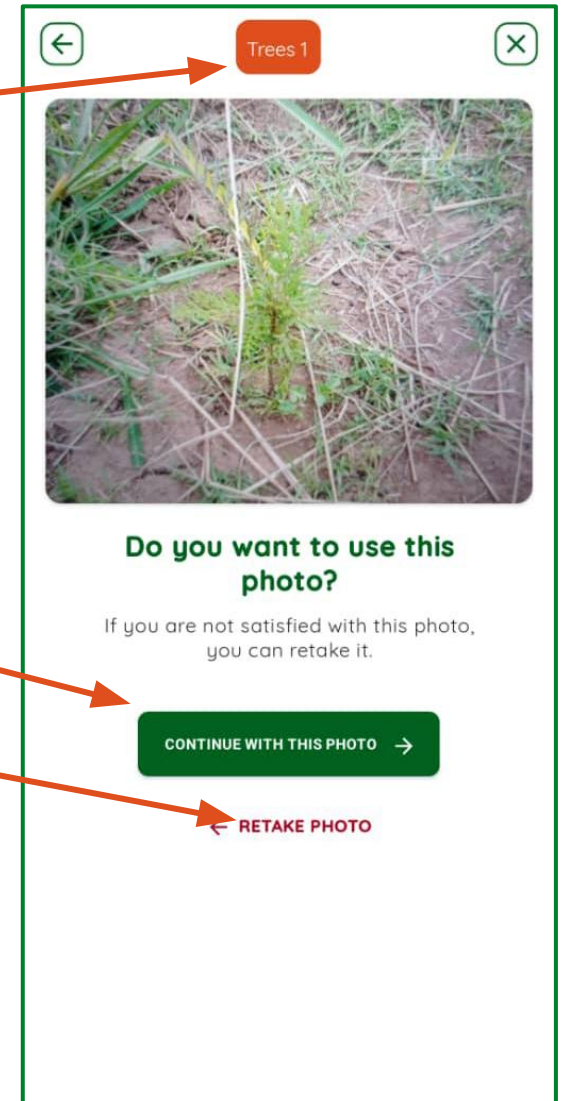 Trees 1
Do you want to use this
photo?
If you are not satisfied with this photo,
you can retake it.
CONTINUE WITH THIS PHOTO →
← RETAKE PHOTO